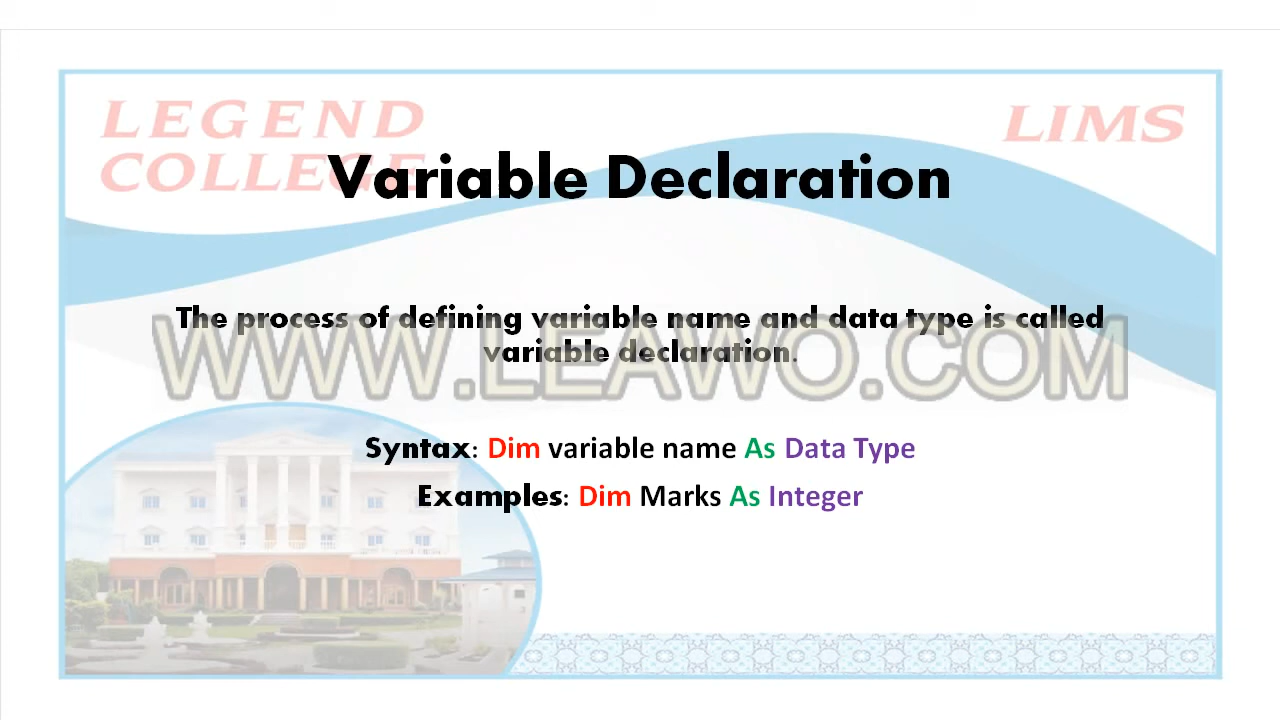 LEGEND
COLLEGE
LIMS
Variable Declaration
The process of defining variable name and data type is called
variable declaration.
WWW.LEAWO.COM
Syntax: Dim variable name As Data Type
Examples: Dim Marks As Integer